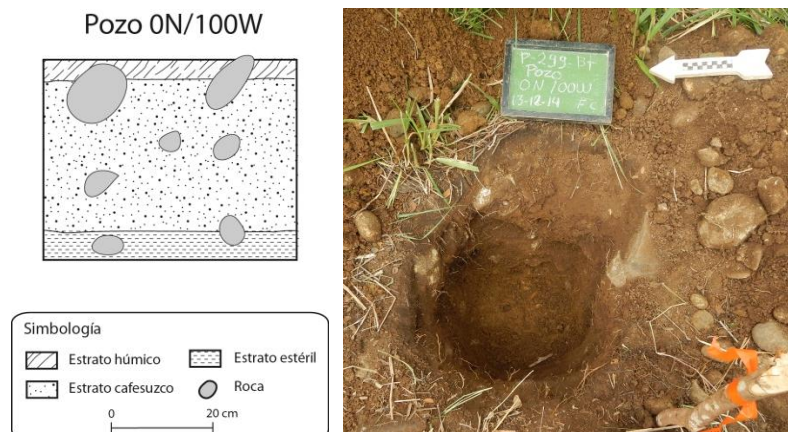 Pozo 0N/100W
Simbología
Estrato húmico
Estrato estéril
Estrato cafesuzco
Roca
0 20 cm
P-299-Bt
Pozo
0N/100W
13-12-14 Fc